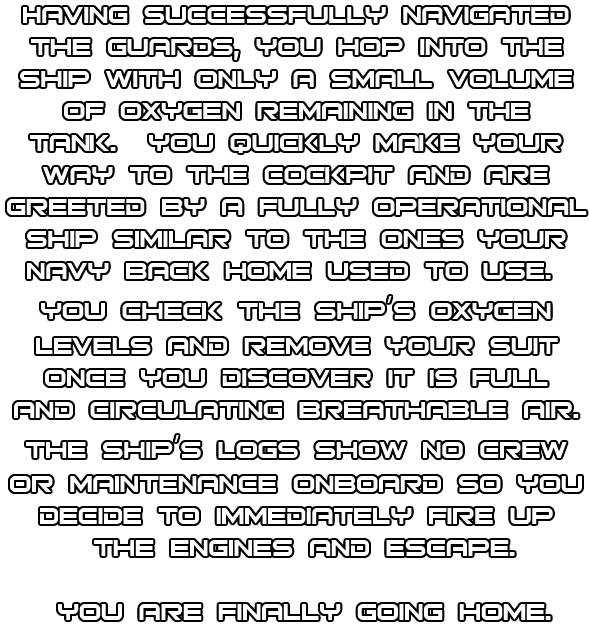 HAVING SUCCESSFULLY NAVIGATED
THE GUARDS, YOU HOP INTO THE
SHIP WITH ONLY A SMALL VOLUME
OF OXYGEN REMAINING IN THE
TANK. YOU QUICKLY MAKE YOUR
WAY TO THE COCKPIT AND ARE
GREETED BY A FULLY OPERATIONAL
SHIP SIMILAR TO THE ONES YOUR
NAVY BACK HOME USED TO USE.
YOU CHECK THE SHIP'S OXYGEN
LEVELS AND REMOVE YOUR SUIT
ONCE YOU DISCOVER IT IS FULL
AND CIRCULATING BREATHABLE AIR.
THE SHIP'S LOGS SHOW NO CREW
OR MAINTENANCE ONBOARD SO YOU
DECIDE TO IMMEDIATELY FIRE UP
THE ENGINES AND ESCAPE.
YOU ARE FINALLY GOING HOME.